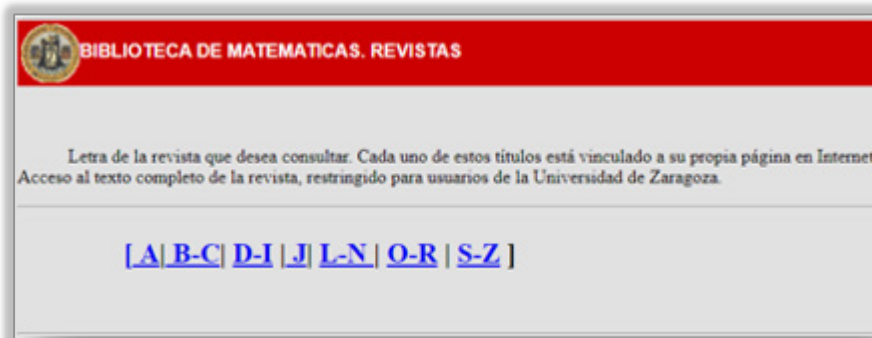 BIBLIOTECA DE MATEMATICAS. REVISTAS
Letra de la revista que desea consultar. Cada uno de estos títulos está vinculado a su propia página en Internet
Acceso al texto completo de la revista, restringido para usuarios de la Universidad de Zaragoza.
[ A| B-C| D-I | J| L-N | O-R | S-Z ]